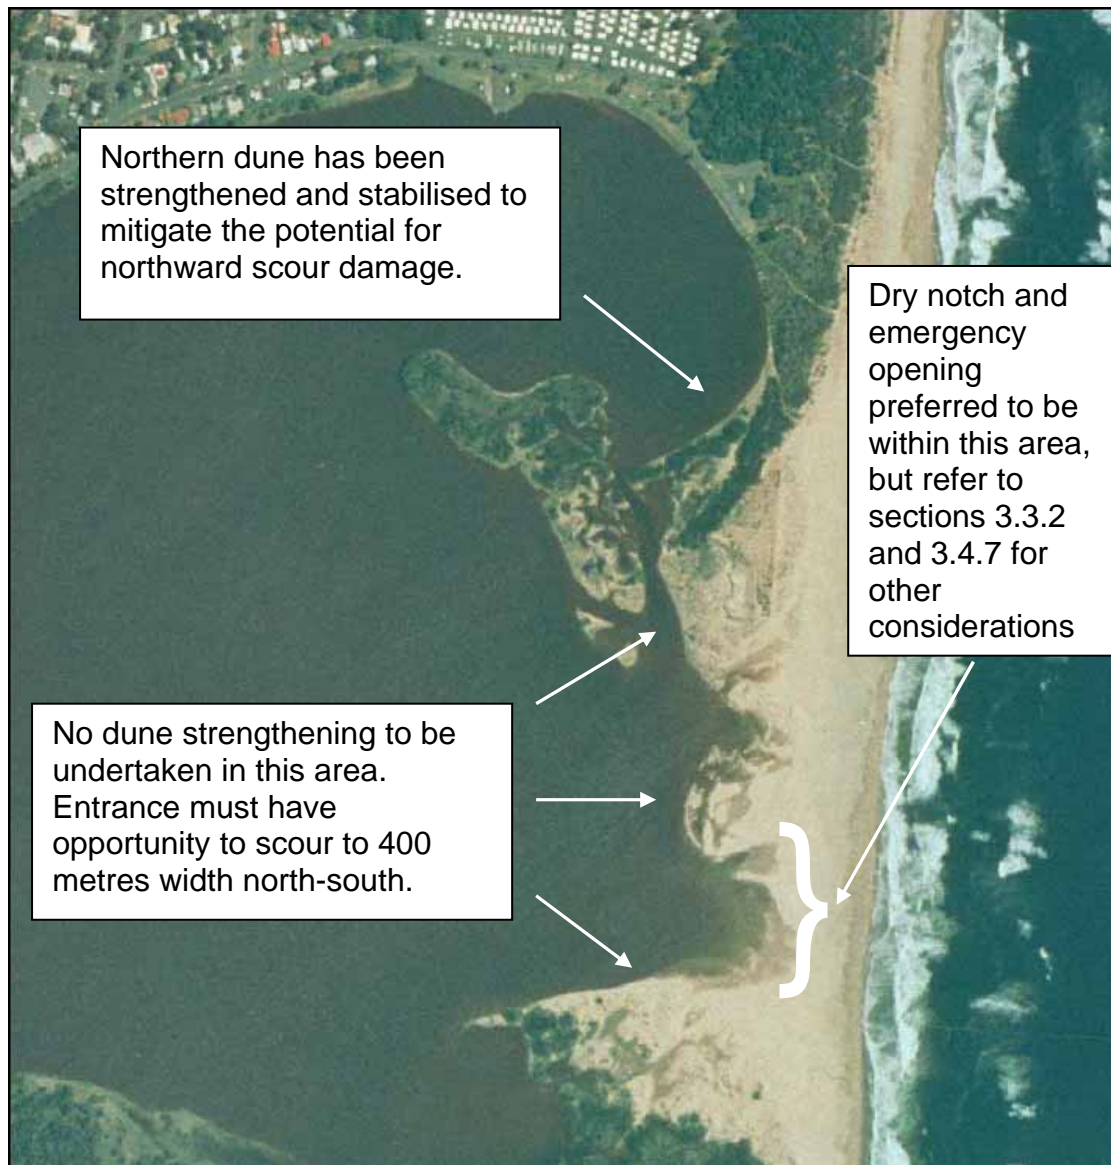 Northern dune has been
strengthened and stabilised to
mitigate the potential for
northward scour damage.
Dry notch and
emergency
opening
preferred to be
within this area,
but refer to
sections 3.3.2
and 3.4.7 for
other
considerations
No dune strengthening to be
undertaken in this area.
Entrance must have
opportunity to scour to 400
metres width north-south.
}